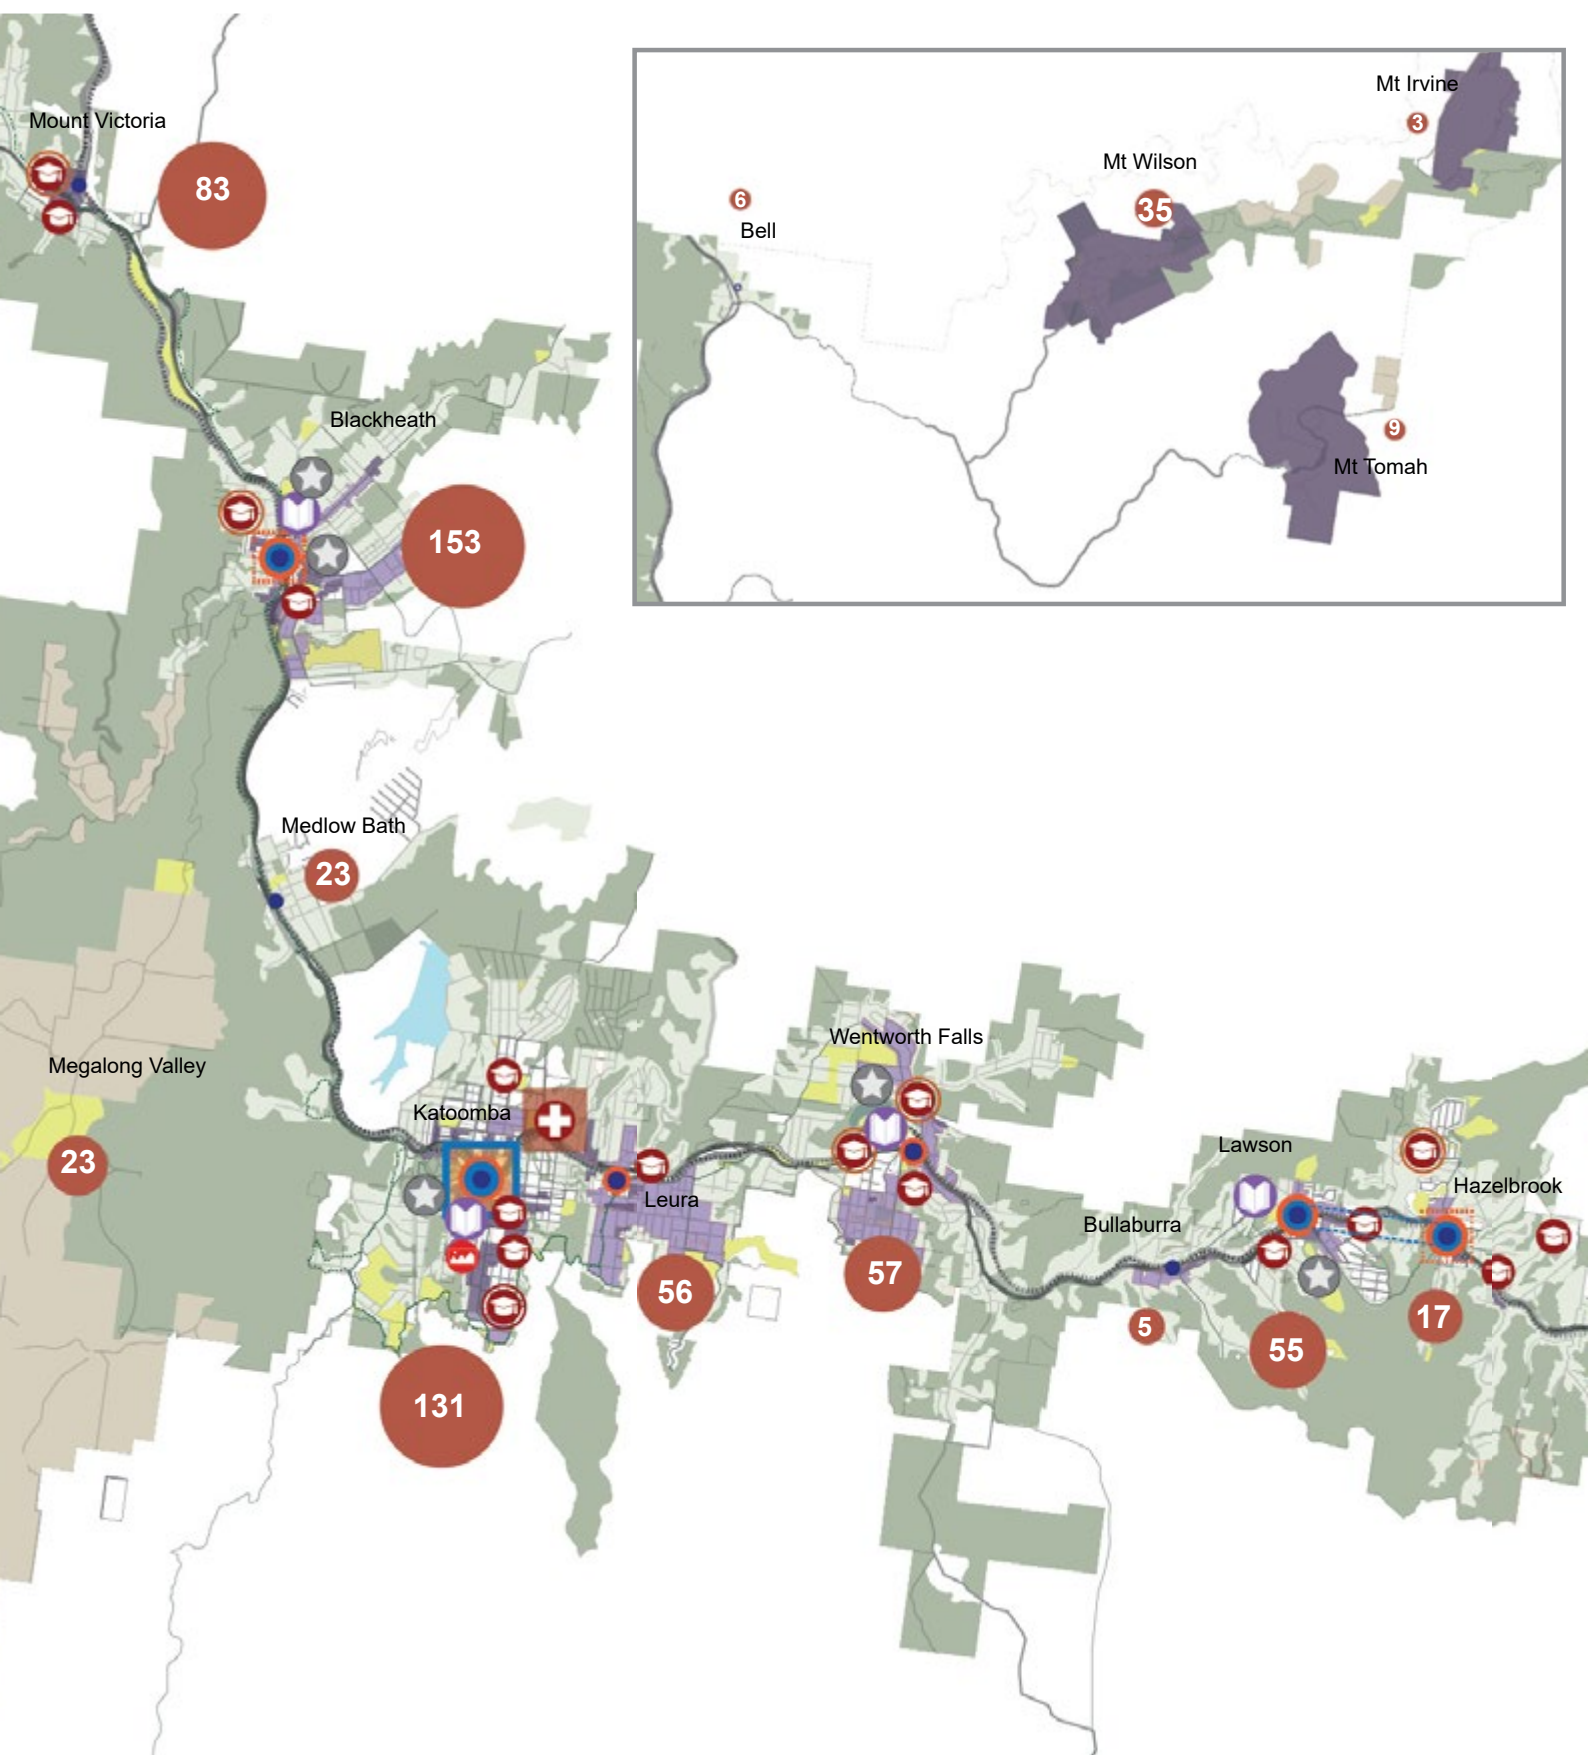 Mount Victoria
83
Mt Irvine
3
Mt Wilson
35
6
Bell
9
Mt Tomah
Blackheath
153
Medlow Bath
23
Megalong Valley
23
Katoomba
131
Leura
56
Wentworth Falls
57
Bullaburra
5
Lawson
55
Hazelbrook
17